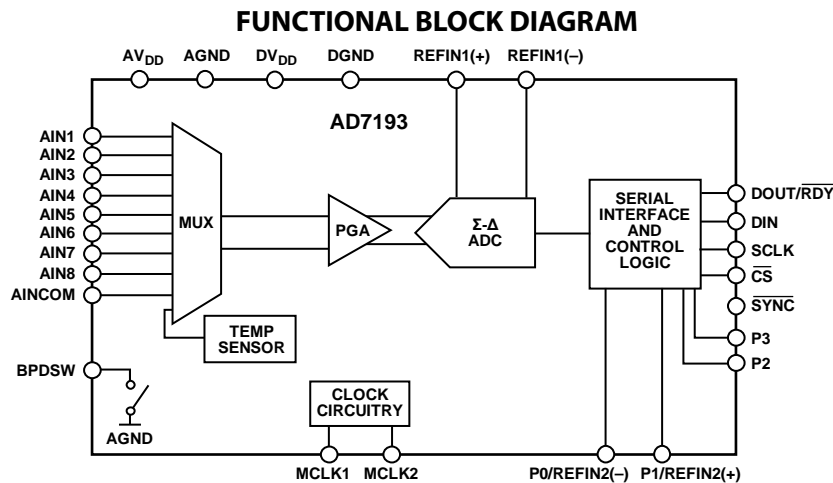 FUNCTIONAL BLOCK DIAGRAM
AVDD AGND DVDD DGND REFIN1(+) REFIN1(–)
AD7193
AIN1
AIN2
AIN3
AIN4
AIN5
AIN6
AIN7
AIN8
AINCOM
MUX
PGA
Σ-Δ
ADC
SERIAL
INTERFACE
AND
CONTROL
LOGIC
DOUT/RDY
DIN
SCLK
CS
SYNC
P3
P2
TEMP
SENSOR
BPDSW
AGND
CLOCK
CIRCUITRY
MCLK1 MCLK2 P0/REFIN2(–) P1/REFIN2(+)